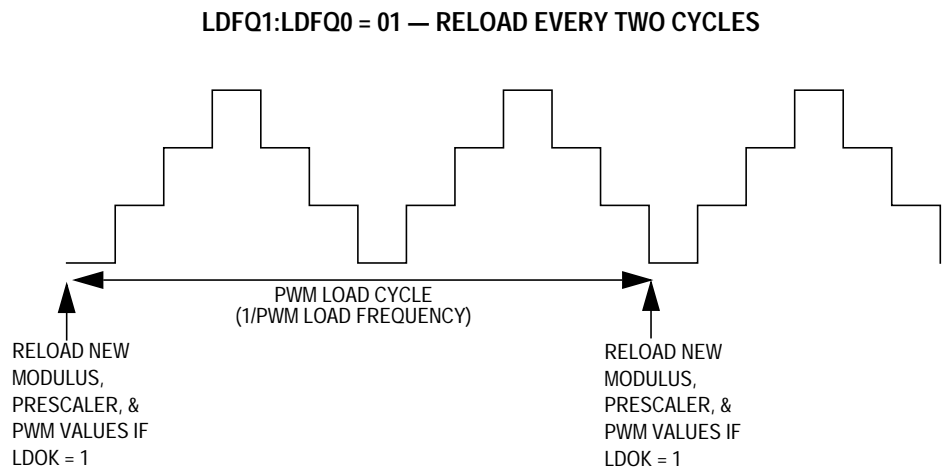 LDFQ1:LDFQ0 = 01 — RELOAD EVERY TWO CYCLES
PWM LOAD CYCLE
(1/PWM LOAD FREQUENCY)
RELOAD NEW
MODULUS,
PRESCALER, &
PWM VALUES IF
LDOK = 1
RELOAD NEW
MODULUS,
PRESCALER, &
PWM VALUES IF
LDOK = 1